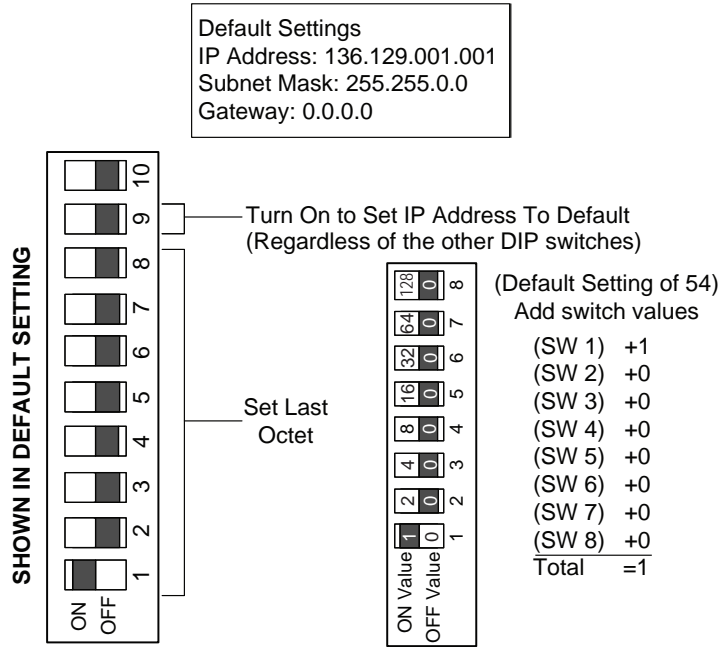 Default Settings
IP Address: 136.129.001.001
Subnet Mask: 255.255.0.0
Gateway: 0.0.0.0
SHOWN IN DEFAULT SETTING
10
9
8
7
6
5
4
3
2
1
ON
OFF
Turn On to Set IP Address To Default
(Regardless of the other DIP switches)
Set Last
Octet
128 0 8
64 0 7
32 0 6
16 0 5
8 0 4
4 0 3
2 0 2
1 0 1
ON Value
OFF Value
(Default Setting of 54)
Add switch values
(SW 1) +1
(SW 2) +0
(SW 3) +0
(SW 4) +0
(SW 5) +0
(SW 6) +0
(SW 7) +0
(SW 8) +0
Total =1